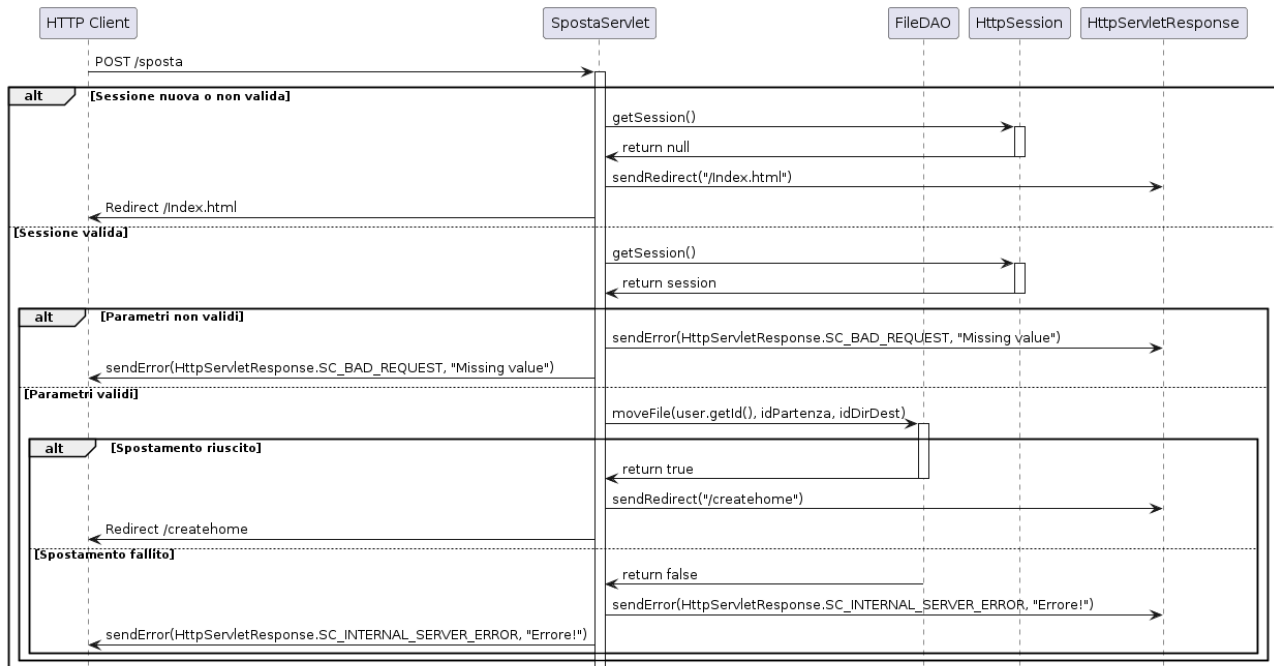 HTTP Client
SpostaServlet
FileDAO
HttpSession
HttpServletResponse
POST /sposta
alt
[Sessione nuova o non valida]
getSession()
return null
sendRedirect("/Index.html")
Redirect /Index.html
[Sessione valida]
getSession()
return session
alt
[Parametri non validi]
sendError(HttpServletResponse.SC_BAD_REQUEST, "Missing value")
sendError(HttpServletResponse.SC_BAD_REQUEST, "Missing value")
[Parametri validi]
moveFile(user.getId(), idPartenza, idDirDest)
alt
[Spostamento riuscito]
return true
sendRedirect("/createhome")
Redirect /createhome
[Spostamento fallito]
return false
sendError(HttpServletResponse.SC_INTERNAL_SERVER_ERROR, "Errore!")
sendError(HttpServletResponse.SC_INTERNAL_SERVER_ERROR, "Errore!")